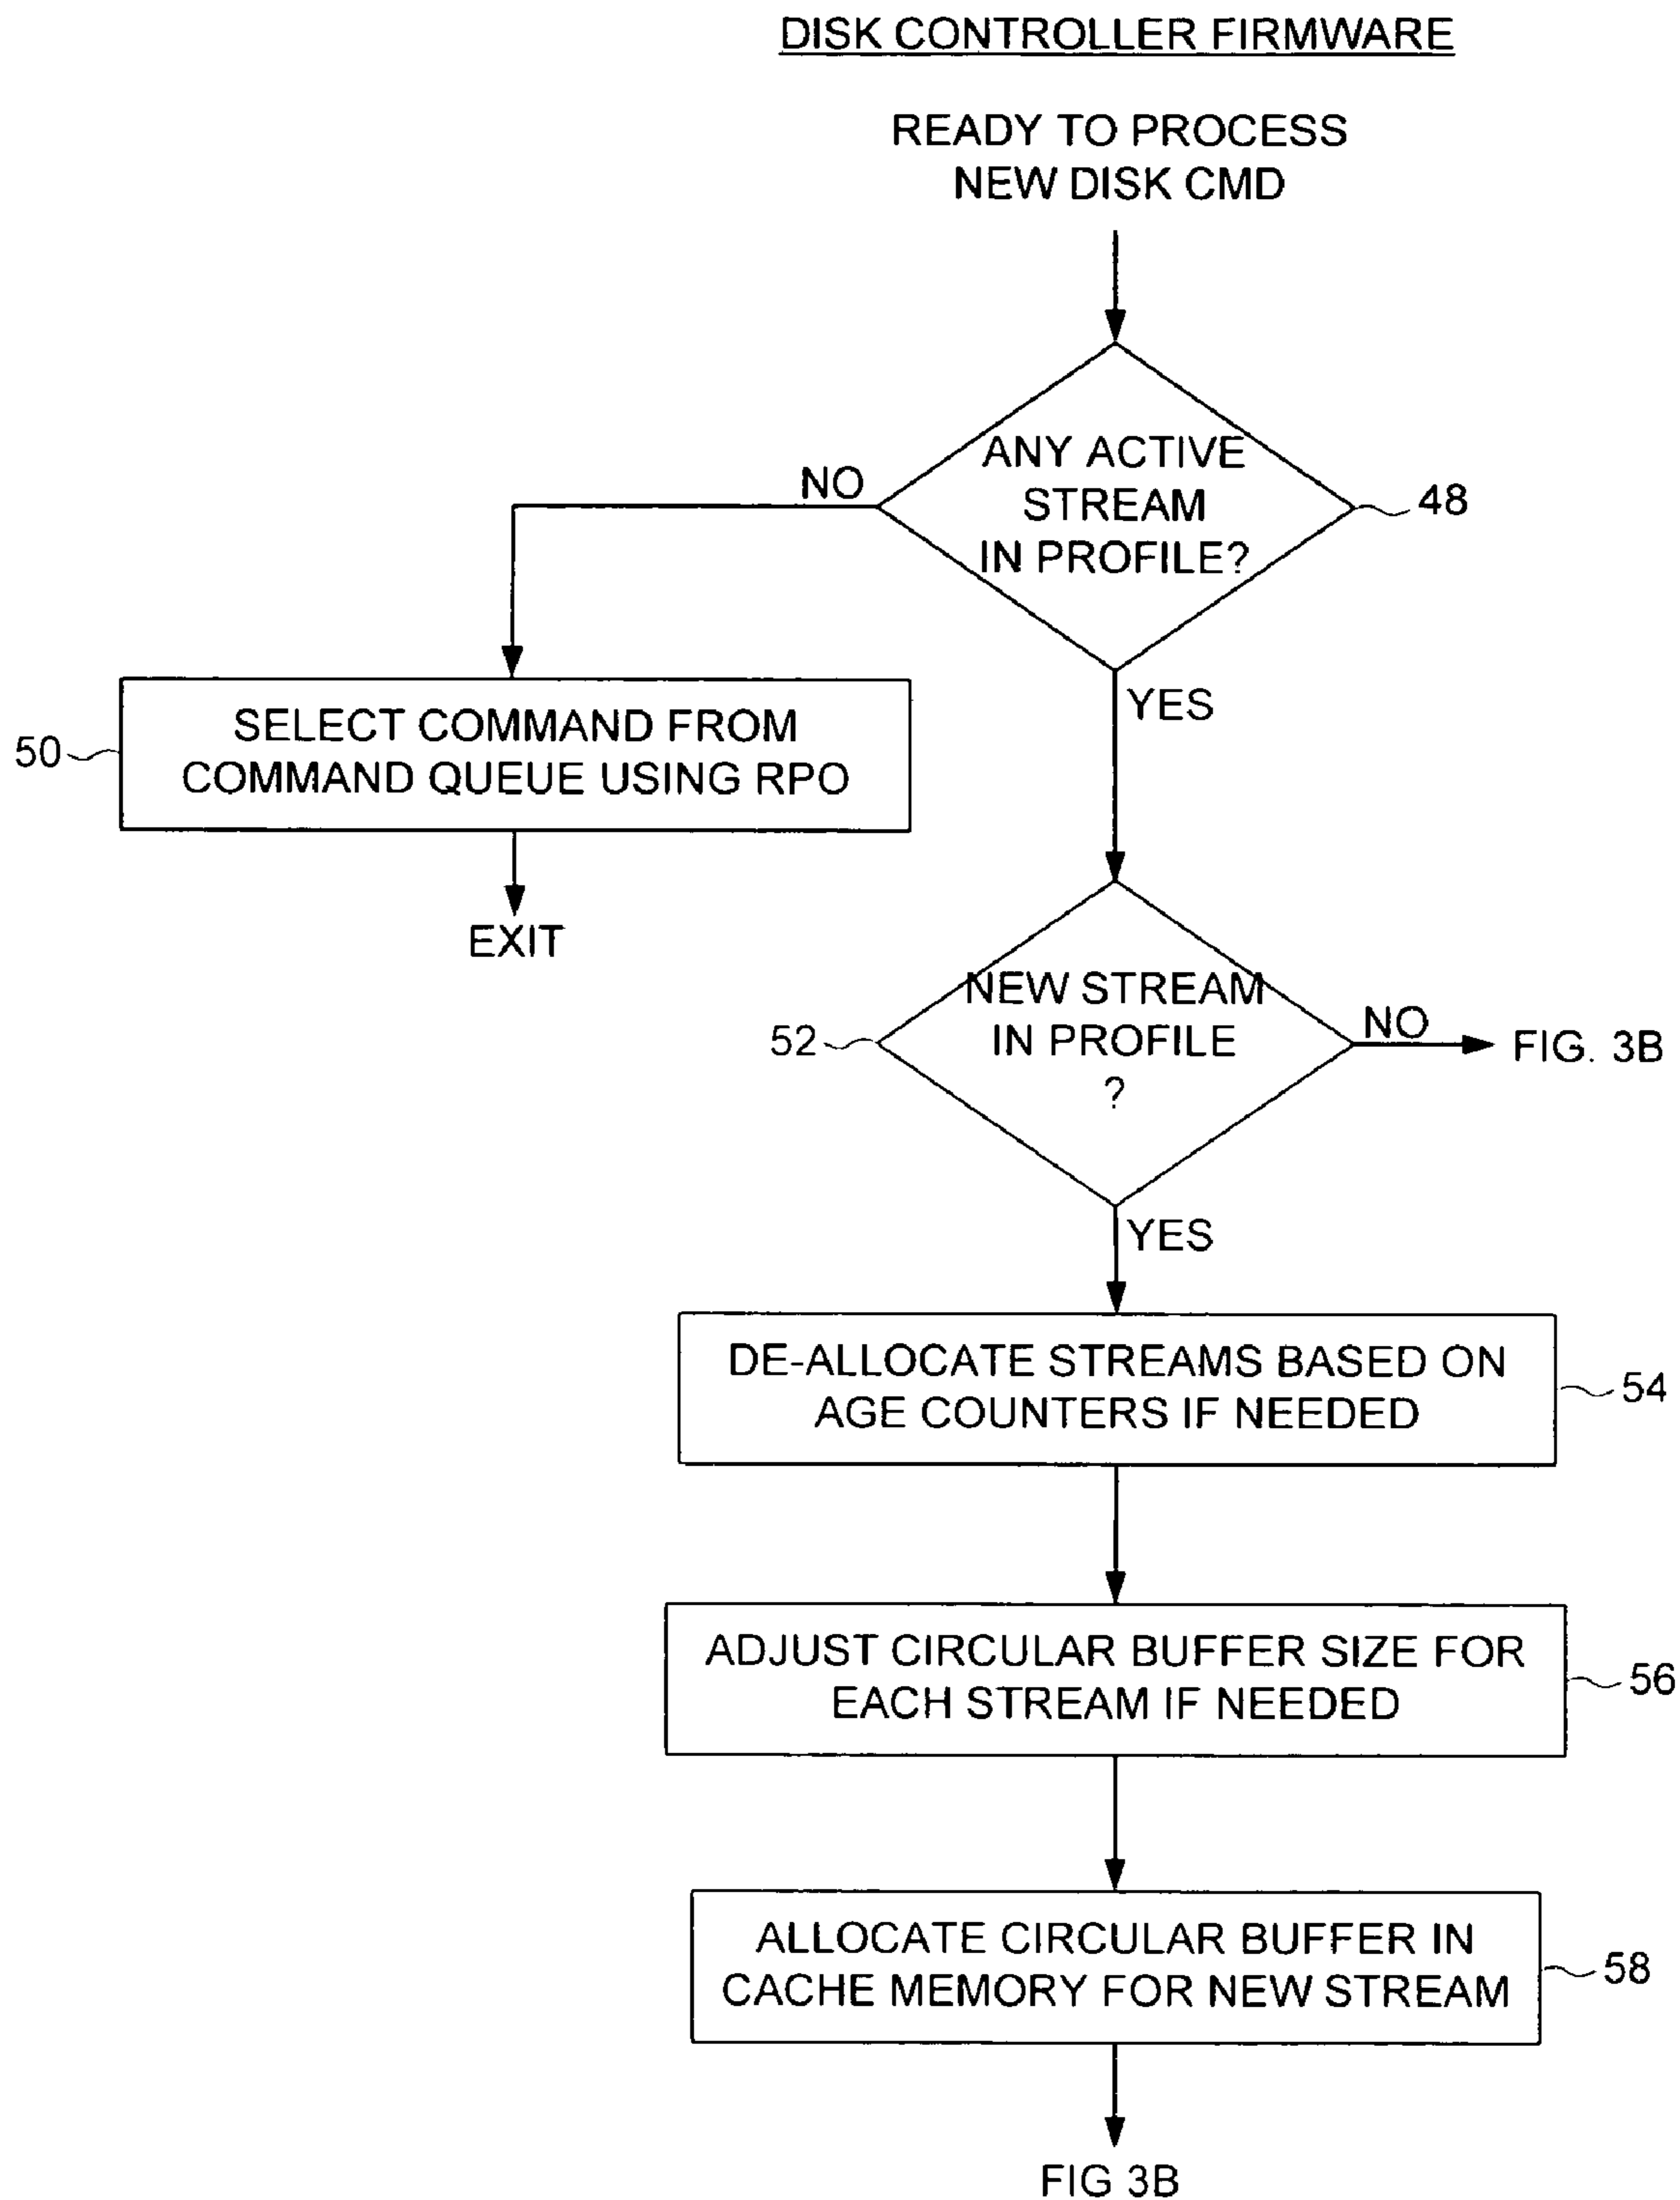 DISK CONTROLLER FIRMWARE
READY TO PROCESS
NEW DISK CMD
ANY ACTIVE
STREAM
IN PROFILE?
NO
48
YES
50
SELECT COMMAND FROM
COMMAND QUEUE USING RPO
EXIT
NEW STREAM
IN PROFILE
?
52
NO
FIG. 3B
YES
DE-ALLOCATE STREAMS BASED ON
AGE COUNTERS IF NEEDED
54
ADJUST CIRCULAR BUFFER SIZE FOR
EACH STREAM IF NEEDED
56
ALLOCATE CIRCULAR BUFFER IN
CACHE MEMORY FOR NEW STREAM
58
FIG 3B